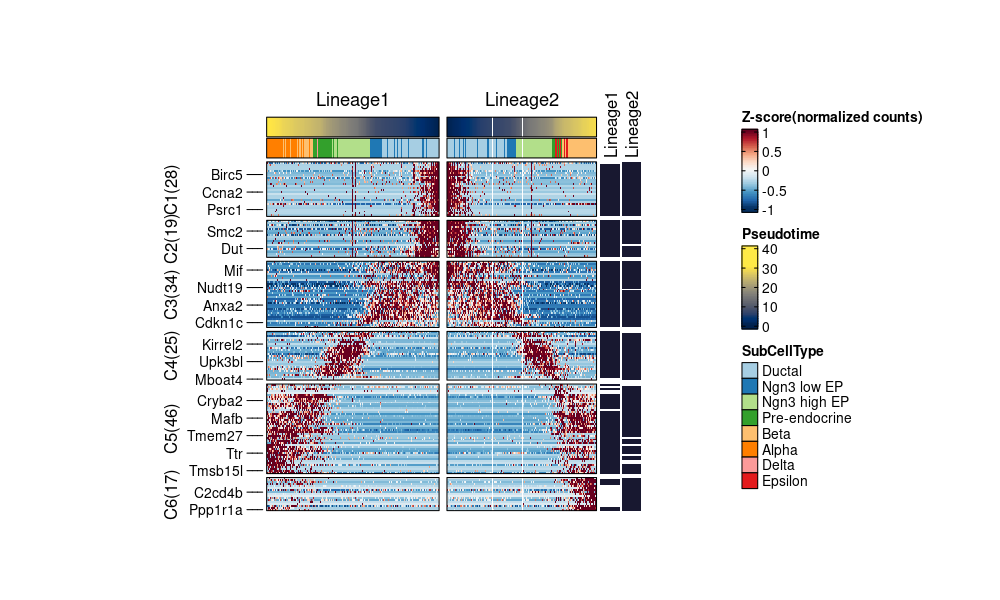 Lineage1
Lineage2
Lineage1
Lineage2
C1(28)
Birc5
Ccna2
Psrc1
C2(19)
Smc2
Dut
C3(34)
Mif
Nudt19
Anxa2
Cdkn1c
C4(25)
Kirrel2
Upk3bl
Mboat4
C5(46)
Cryba2
Mafb
Tmem27
Ttr
Tmsb15l
C6(17)
C2cd4b
Ppp1r1a
Z-score(normalized counts)
1
0.5
0
-0.5
-1
Pseudotime
40
30
20
10
0
SubCellType
Ductal
Ngn3 low EP
Ngn3 high EP
Pre-endocrine
Beta
Alpha
Delta
Epsilon